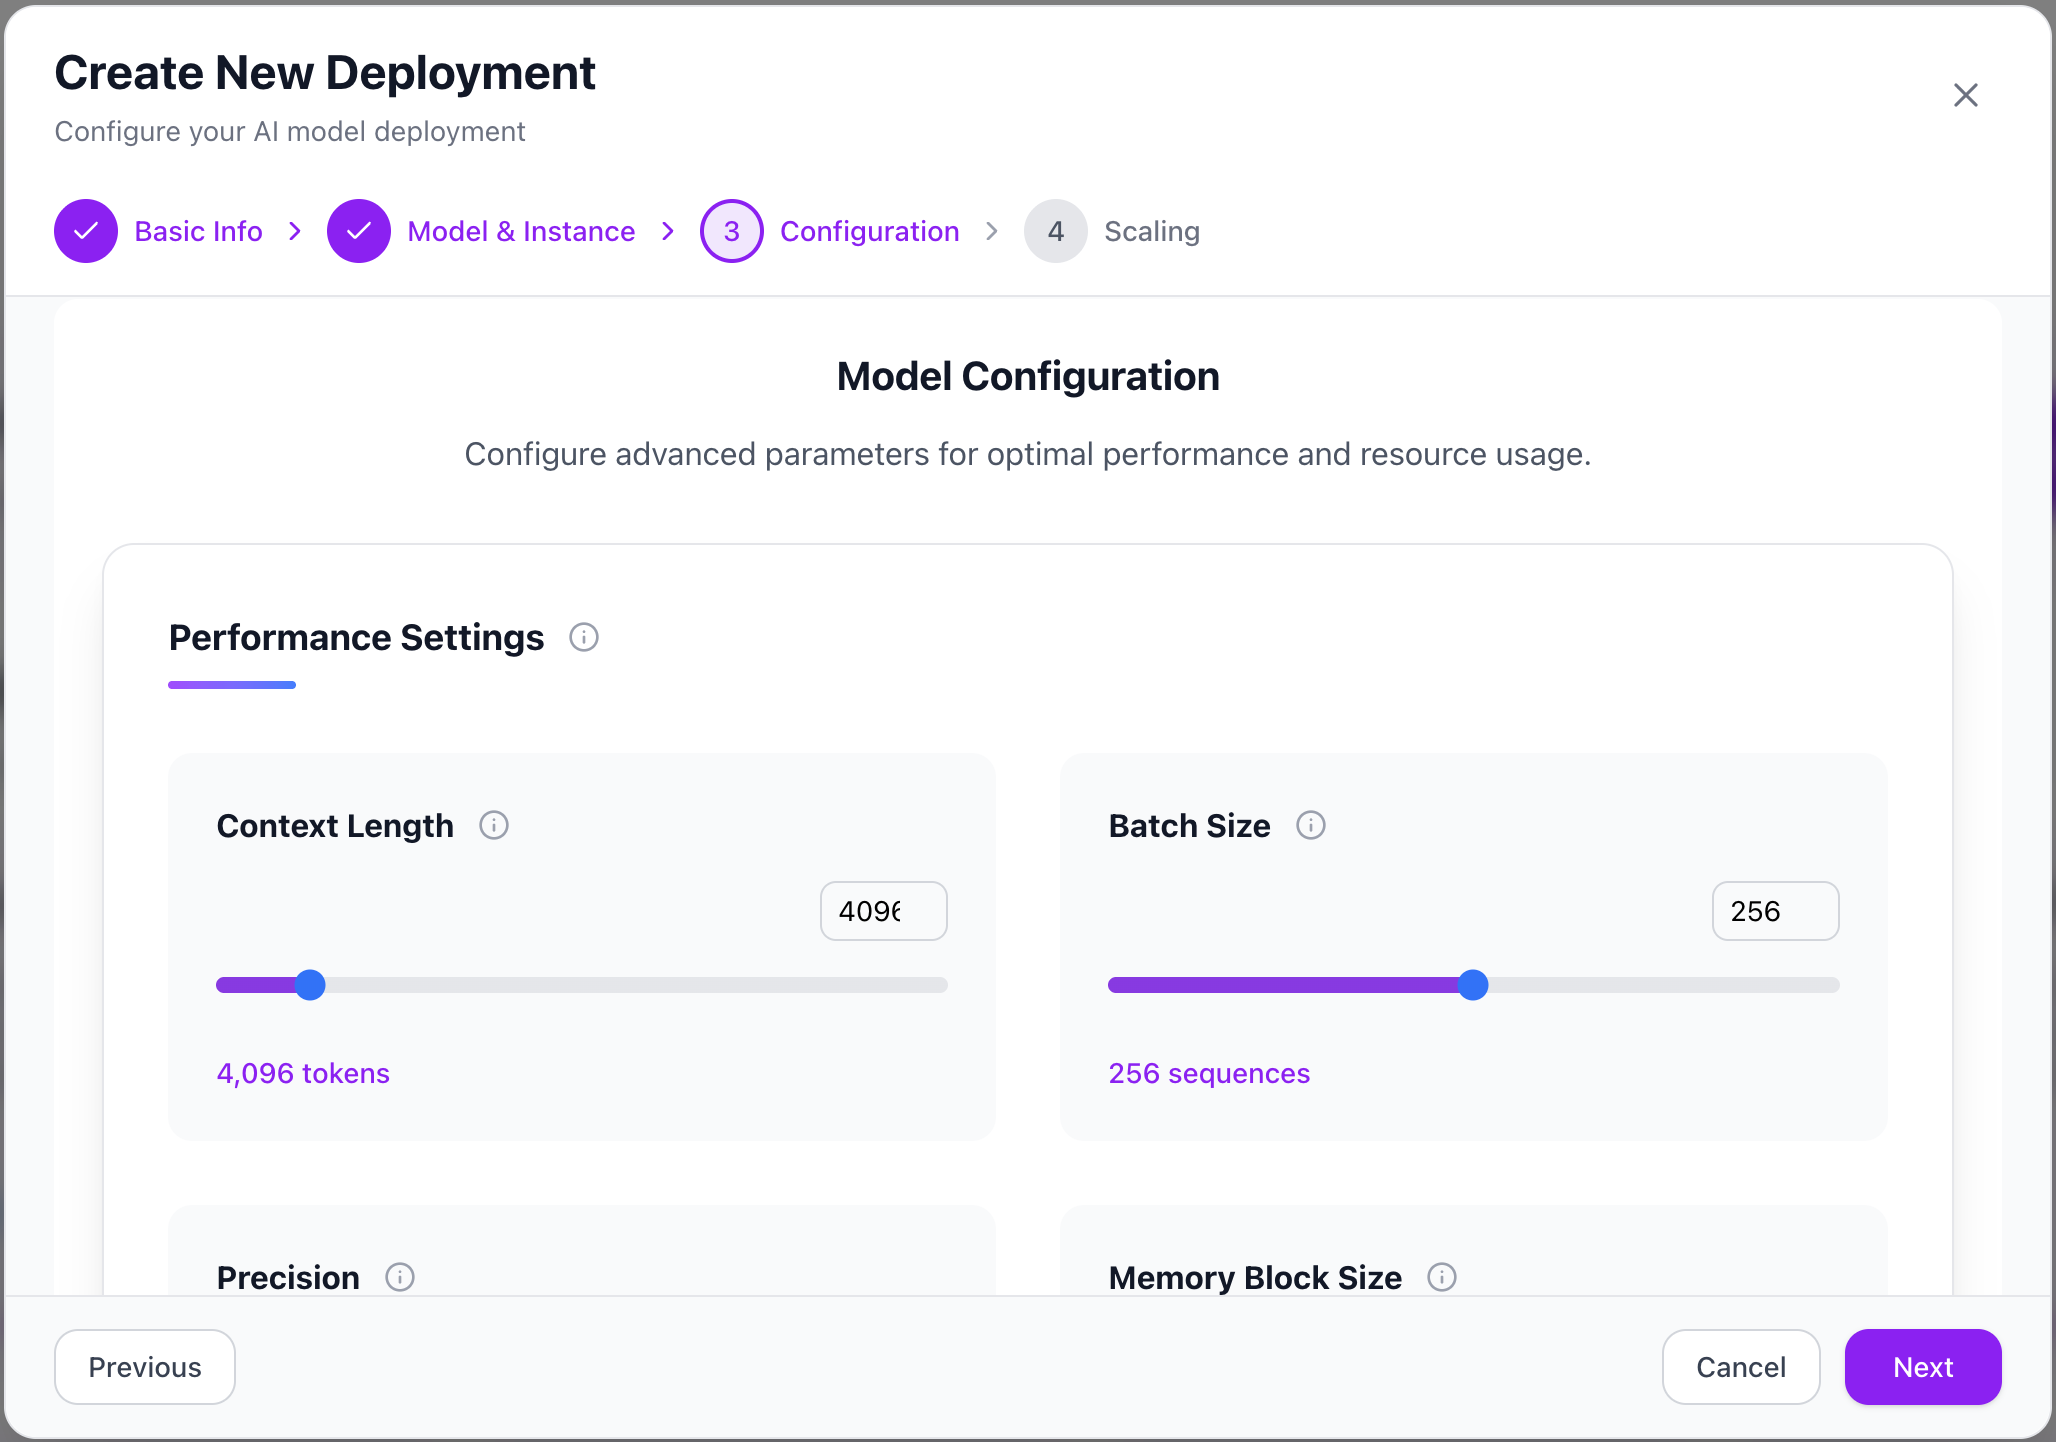 Create New Deployment
Configure your AI model deployment
Basic Info
Model & Instance
3
Configuration
4
Scaling
Model Configuration
Configure advanced parameters for optimal performance and resource usage.
Performance Settings
Context Length
4096
4,096 tokens
Batch Size
256
256 sequences
Precision
Memory Block Size
Previous
Cancel
Next